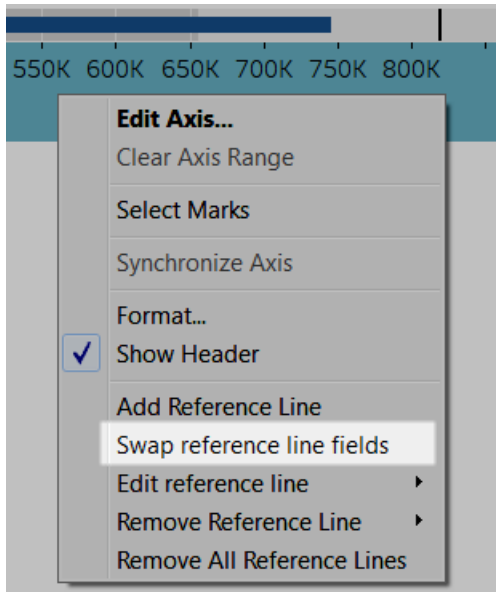 550K 600K 650K 700K 750K 800K
Edit Axis...
Clear Axis Range
Select Marks
Synchronize Axis
Format...
Show Header
Add Reference Line
Swap reference line fields
Edit reference line
Remove Reference Line
Remove All Reference Lines